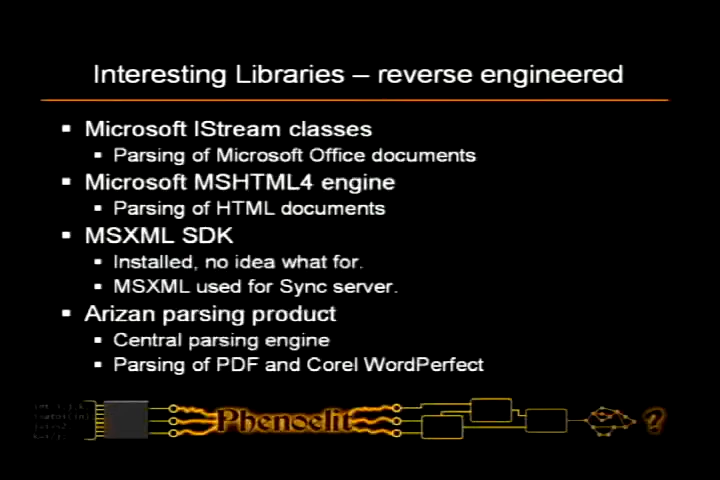 Interesting Libraries – reverse engineered
Microsoft IStream classes
Parsing of Microsoft Office documents
Microsoft MSHTML4 engine
Parsing of HTML documents
MSXML SDK
Installed, no idea what for.
MSXML used for Sync server.
Arizan parsing product
Central parsing engine
Parsing of PDF and Corel WordPerfect
Phenoelit
?